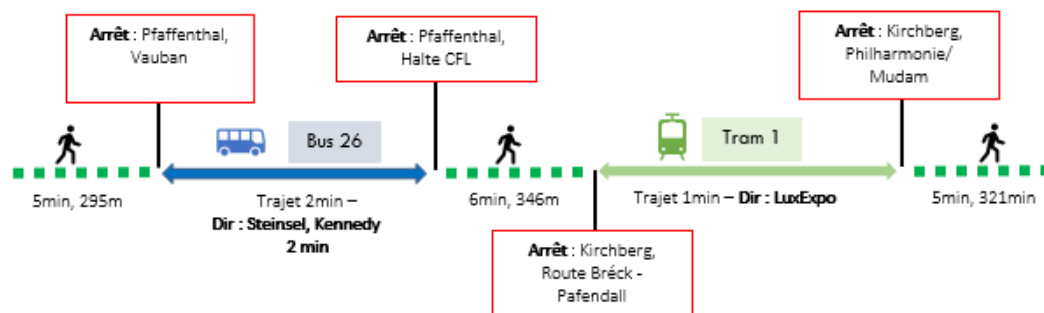 Arrêt : Pfaffenthal,
Vauban
Arrêt : Pfaffenthal,
Halte CFL
Arrêt : Kirchberg,
Philharmonie/
Mudam
Bus 26
Tram 1
5min, 295m
Trajet 2min –
Dir : Steinsel, Kennedy
2 min
6min, 346m
Trajet 1min – Dir : LuxExpo
5min, 321min
Arrêt : Kirchberg,
Route Bréck -
Pafendall